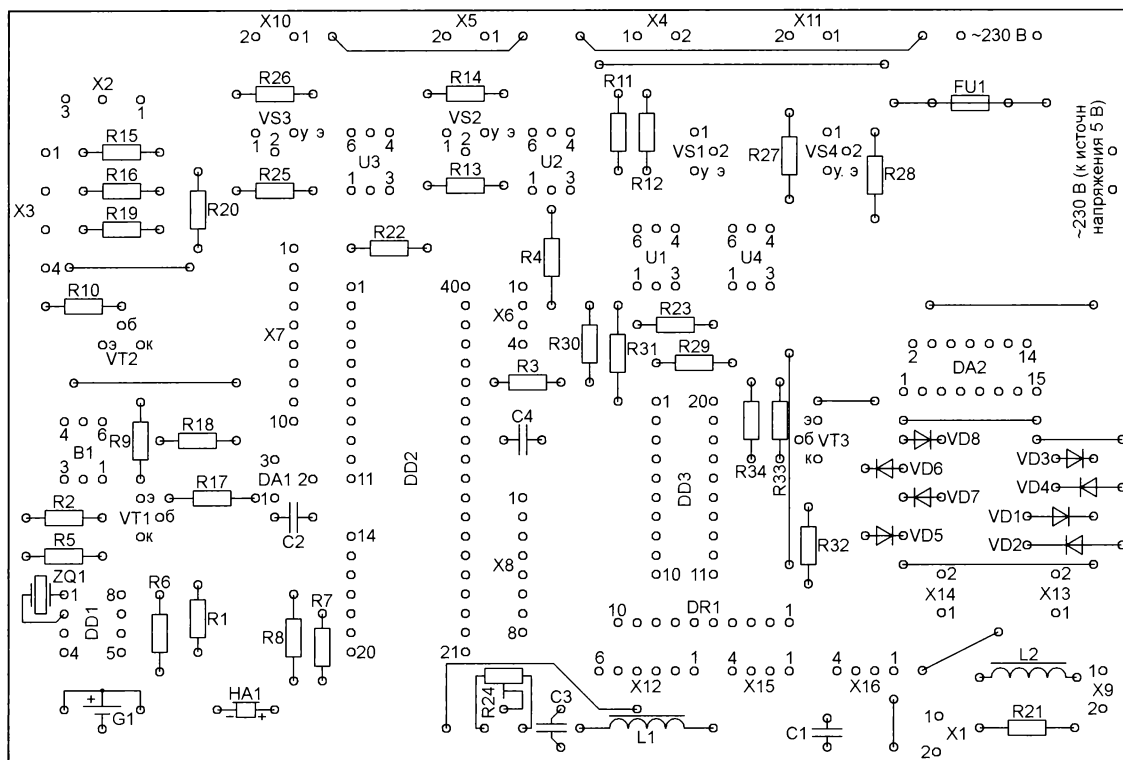 X10 X5 X4 X11
2 1 2 1 1 2 2 1 ~230 В
X2 R26 R14 R11 FU1
3 1
VS3 VS2 1 1
1 у э 1 у э 6 4 6 4 R27
R15 2 2 VS1 2 VS4 2
1 U3 U2 R12 у э у. э R28
R16 R25 R13
1 3 1 3
X3 R19 R20
~230 В (к источн
напряжения 5 В)
R22 R4 6 4 6 4
4 1 U1 U4
R10 1 40 1 1 3 1 3
б X7 X6 R23
э к R30 R31
VT2 4 R29 2 14
R3 DA2
1 15
10 1 20 э
4 6 R9 R18 C4 б VT3 VD8
B1 R34 R33 к VD6 VD3
3 1 3 DA1 2 11 DD2 DD3 VD7 VD4
R17 1 1
R2 э VD1
VT1 б C2 VD5
к 14 R32 VD2
R5
ZQ1 X8 10 11 2 2
1 8 R6 X14 X13
R1 R7 10 DR1 1 1 1
DD1 R8
4 5 20 21 8
6 1 4 1 4 1 L2 1
X12 X15 X16 X9
R24 C3 2
+ G1 HA1
− + L1 C1 1 X1 R21
2